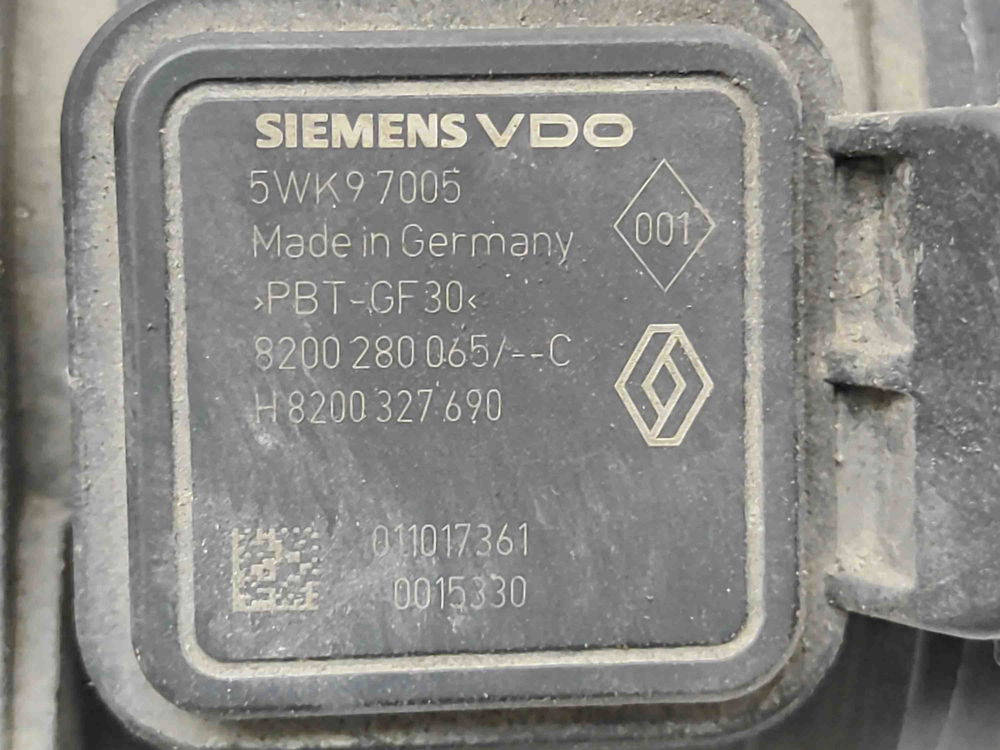 SIEMENS VDO
5WK9 7005
Made in Germany
001
>PBT-GF30<
8200 280 065/--C
H 8200 327 690
011017361
0015330